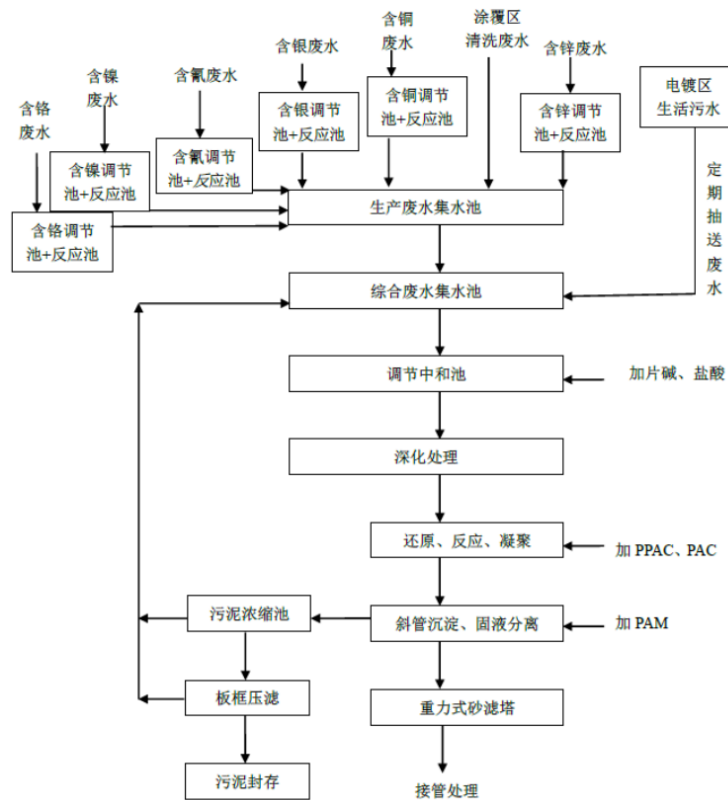 含铬
废水
含镍
废水
含氰废水
含银废水
含铜
废水
涂覆区
清洗废水
含锌废水
电镀区
生活污水
含银调节
池+反应池
含铜调节
池+反应池
含锌调节
池+反应池
含氰调节
池+反应池
含镍调节
池+反应池
含铬调节
池+反应池
定期抽送废水
生产废水集水池
综合废水集水池
调节中和池
加片碱、盐酸
深化处理
还原、反应、凝聚
加 PPAC、PAC
污泥浓缩池
斜管沉淀、固液分离
加 PAM
板框压滤
重力式砂滤塔
污泥封存
接管处理